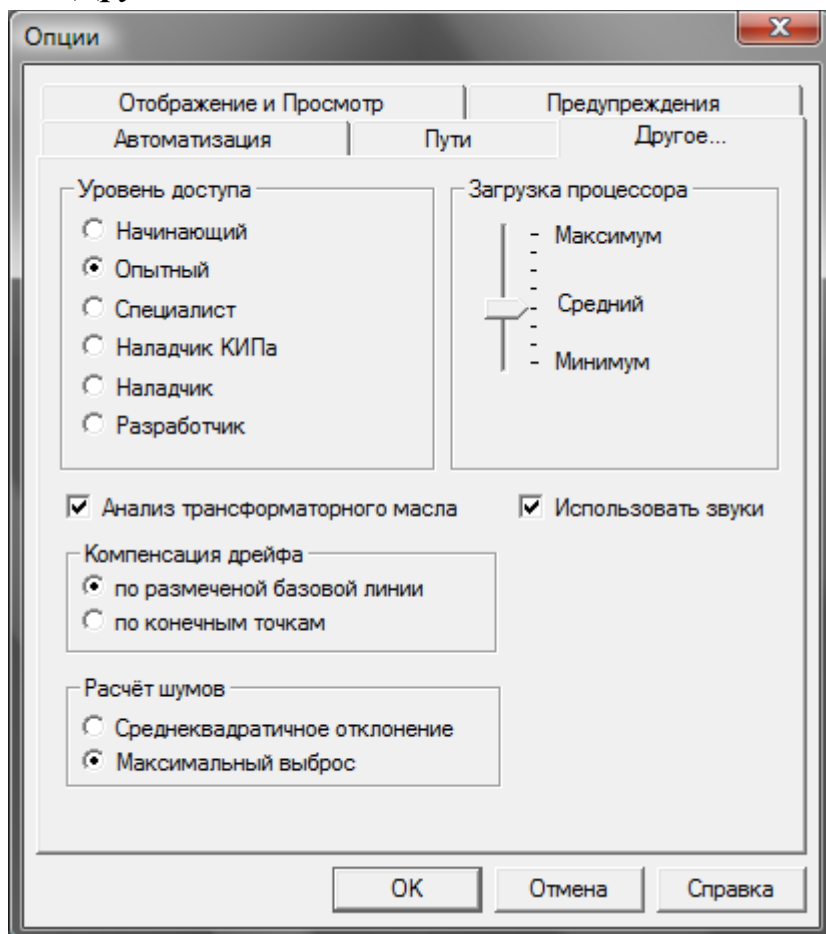 Опции
Отображение и Просмотр Предупреждения
Автоматизация Пути Другое...
Уровень доступа Загрузка процессора
Начинающий Максимум
Опытный
Специалист Средний
Наладчик КИПа
Наладчик Минимум
Разработчик
Анализ трансформаторного масла Использовать звуки
Компенсация дрейфа
по размеченой базовой линии
по конечным точкам
Расчёт шумов
Среднеквадратичное отклонение
Максимальный выброс
OK Отмена Справка